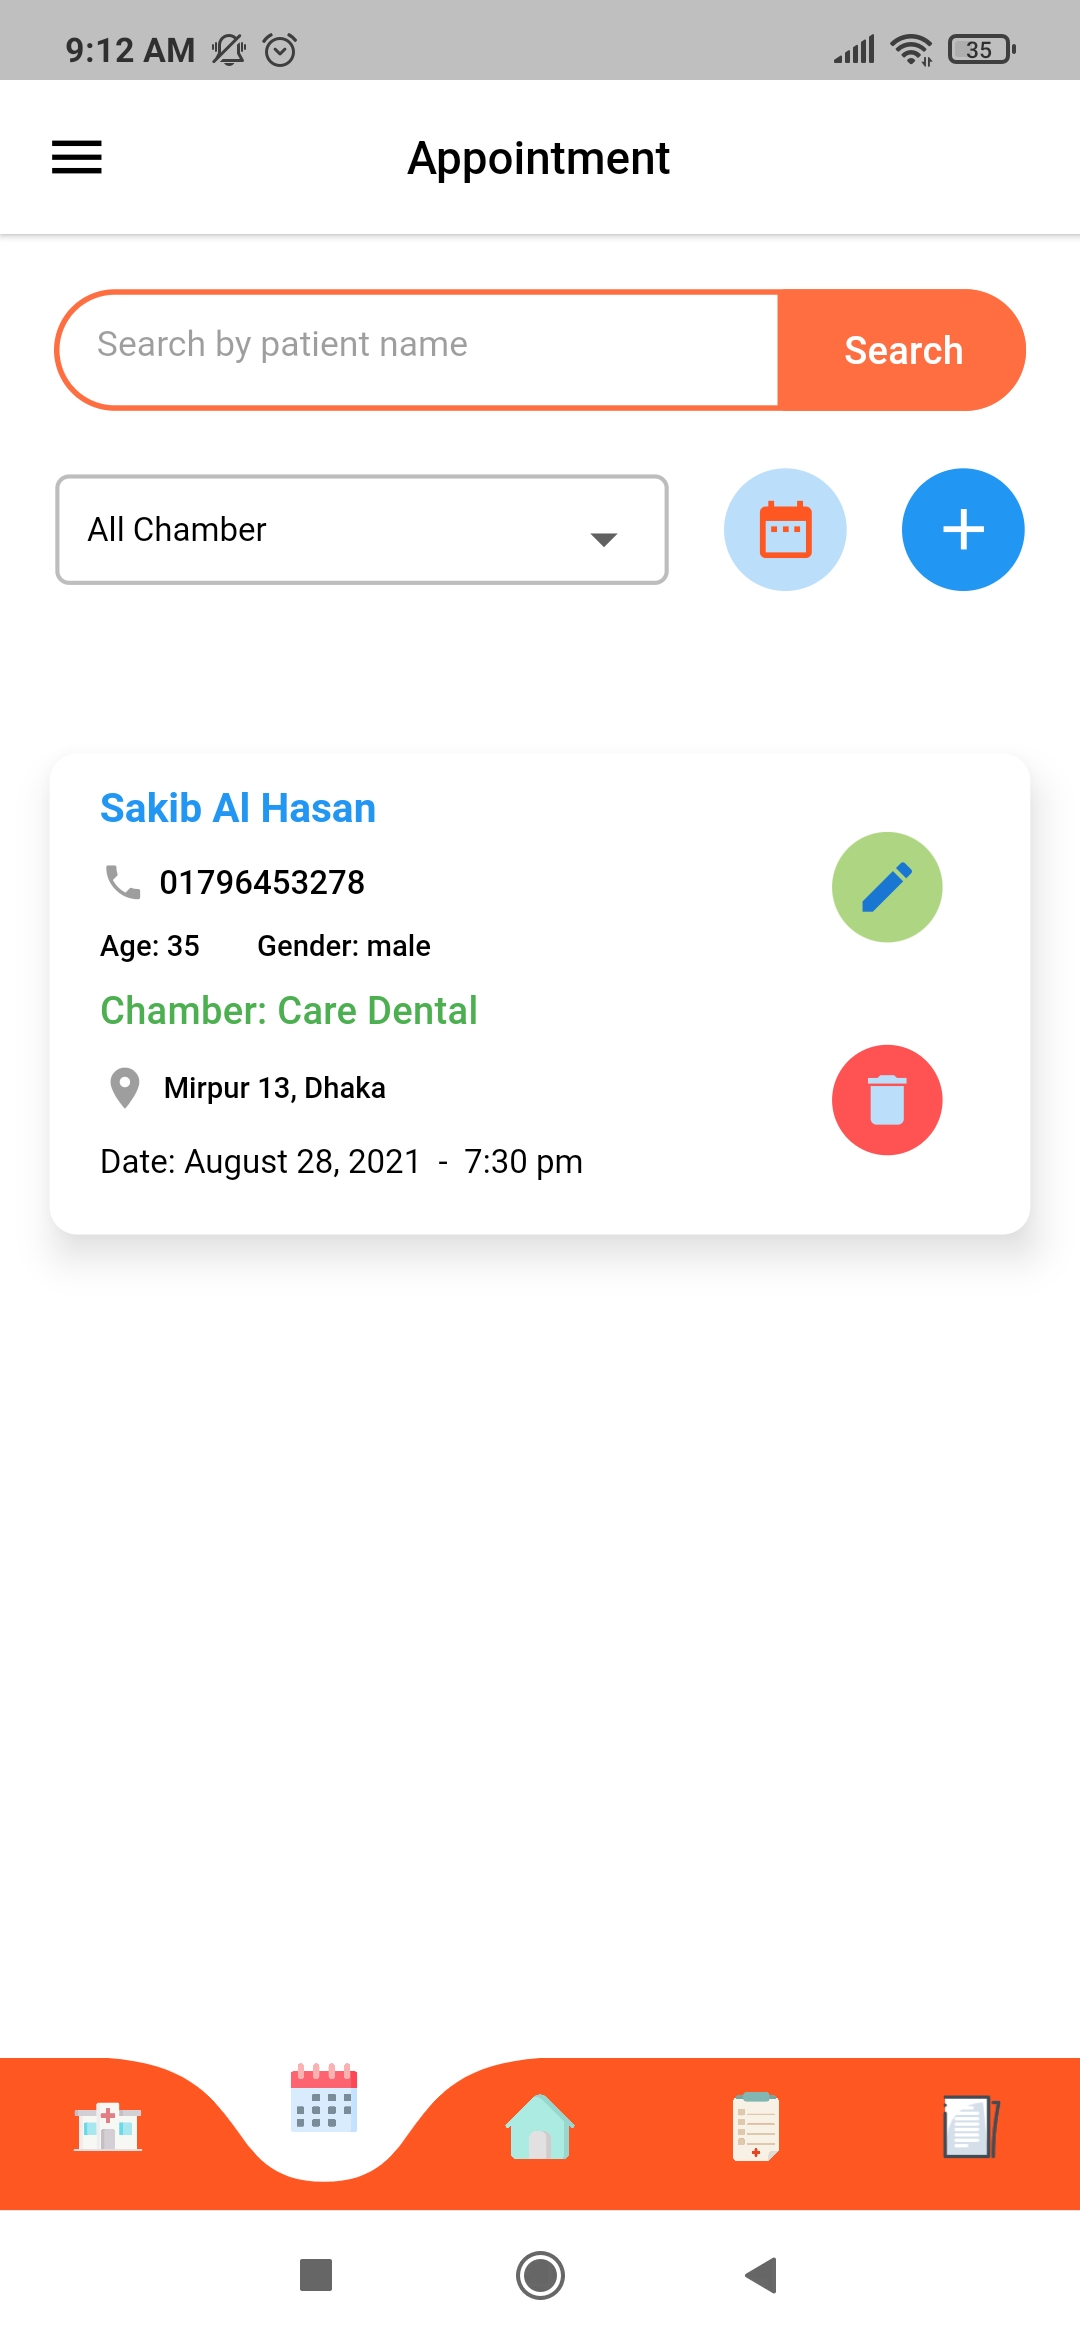 9:12 AM
35
Appointment
Search by patient name
Search
All Chamber
Sakib Al Hasan
01796453278
Age: 35 Gender: male
Chamber: Care Dental
Mirpur 13, Dhaka
Date: August 28, 2021 - 7:30 pm